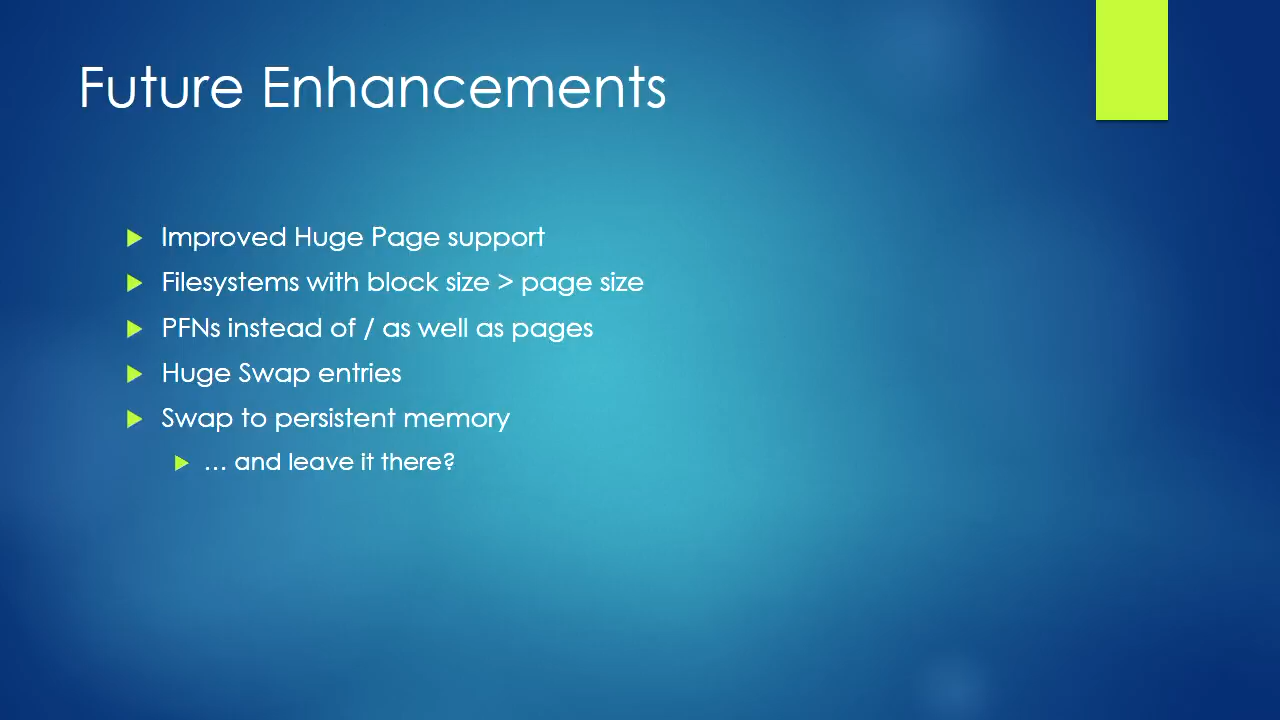 Future Enhancements
Improved Huge Page support
Filesystems with block size > page size
PFNs instead of / as well as pages
Huge Swap entries
Swap to persistent memory
... and leave it there?